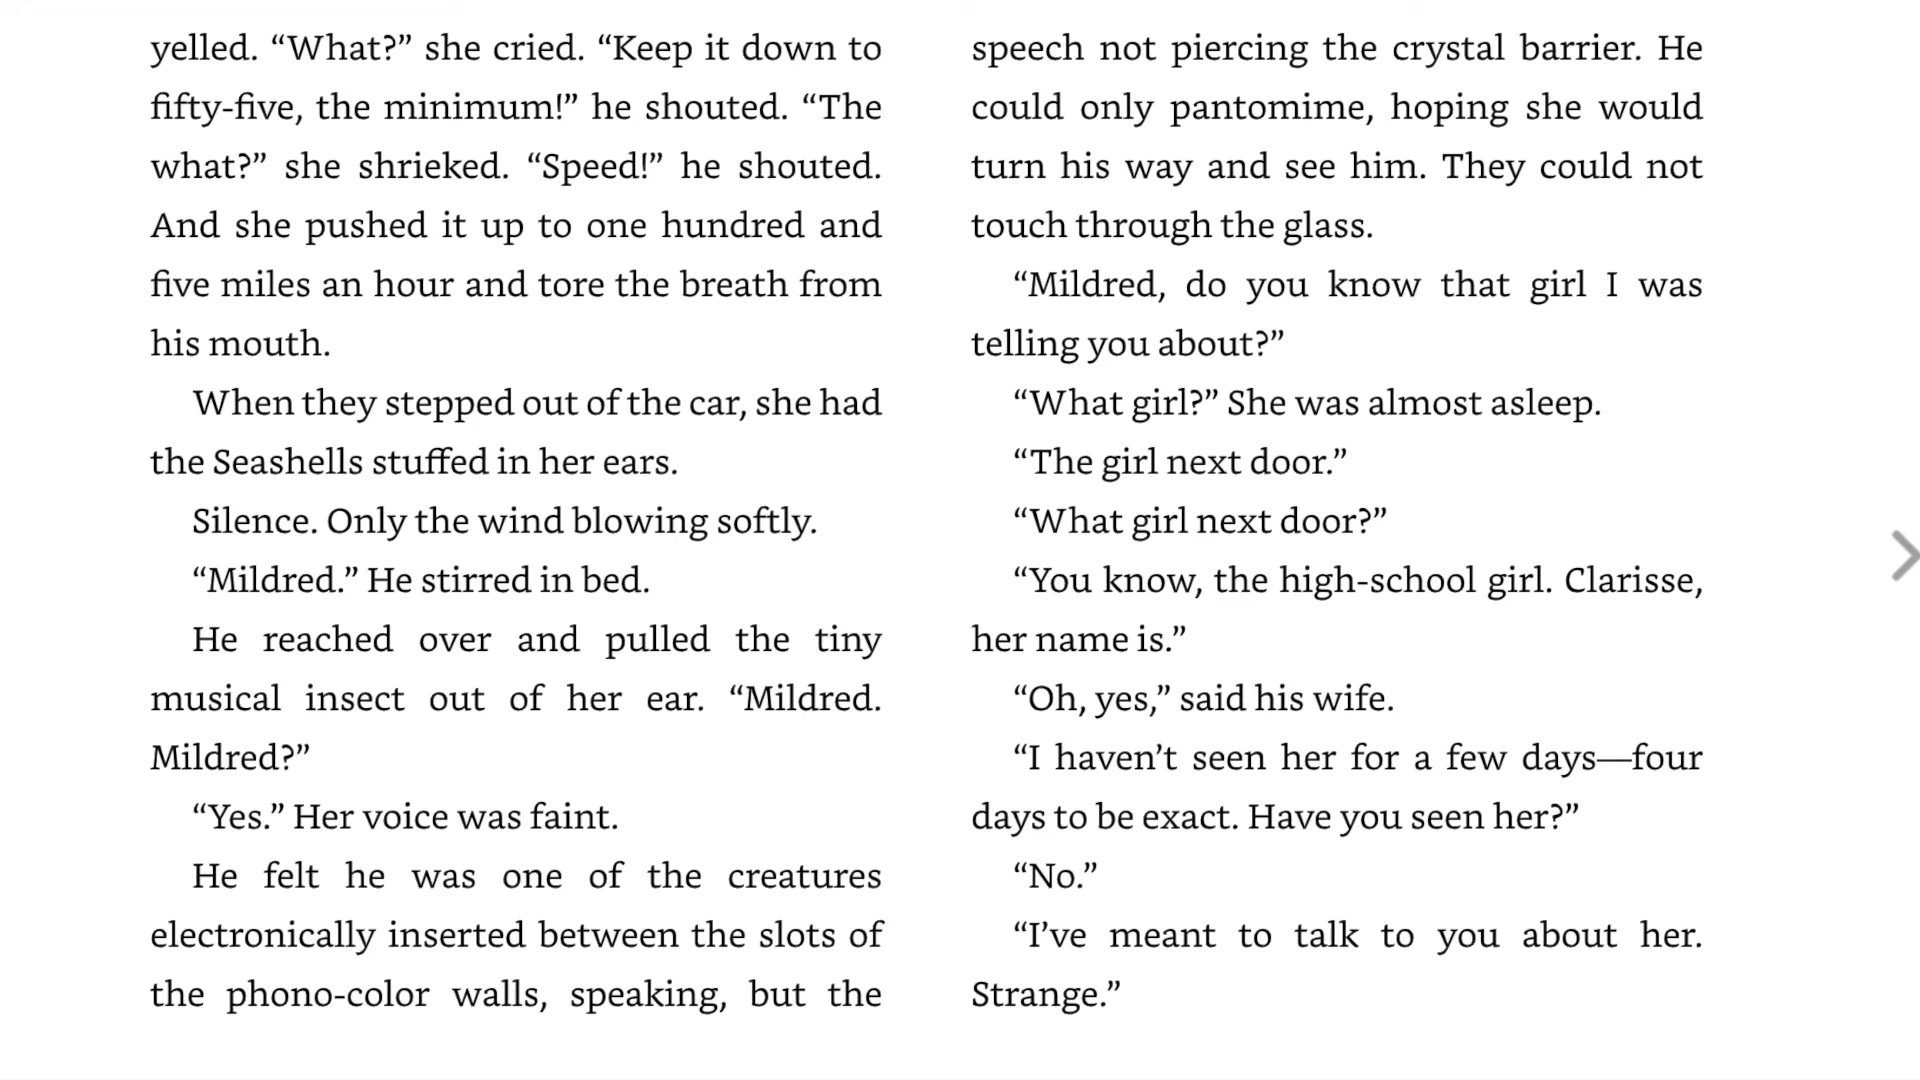 yelled. “What?” she cried. “Keep it down to
fifty-five, the minimum!” he shouted. “The
what?” she shrieked. “Speed!” he shouted.
And she pushed it up to one hundred and
five miles an hour and tore the breath from
his mouth.
When they stepped out of the car, she had
the Seashells stuffed in her ears.
Silence. Only the wind blowing softly.
“Mildred.” He stirred in bed.
He reached over and pulled the tiny
musical insect out of her ear. “Mildred.
Mildred?”
“Yes.” Her voice was faint.
He felt he was one of the creatures
electronically inserted between the slots of
the phono-color walls, speaking, but the
speech not piercing the crystal barrier. He
could only pantomime, hoping she would
turn his way and see him. They could not
touch through the glass.
“Mildred, do you know that girl I was
telling you about?”
“What girl?” She was almost asleep.
“The girl next door.”
“What girl next door?”
“You know, the high-school girl. Clarisse,
her name is.”
“Oh, yes,” said his wife.
“I haven’t seen her for a few days—four
days to be exact. Have you seen her?”
“No.”
“I’ve meant to talk to you about her.
Strange.”